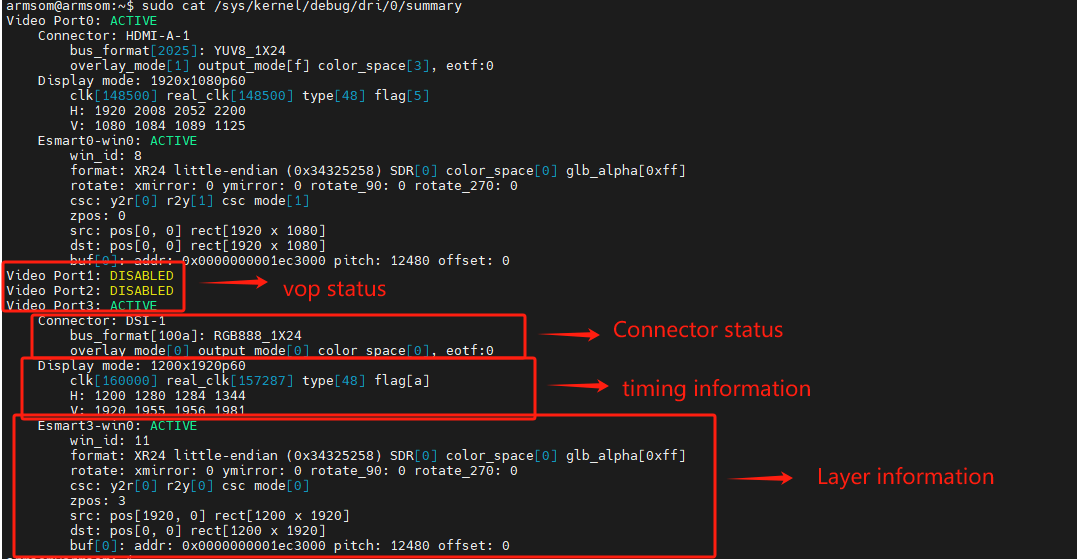 armsom@armsom:~$ sudo cat /sys/kernel/debug/dri/0/summary
Video Port0: ACTIVE
Connector: HDMI-A-1
bus_format[2025]: YUV8_1X24
overlay_mode[1] output_mode[f] color_space[3], eotf:0
Display mode: 1920x1080p60
clk[148500] real_clk[148500] type[48] flag[5]
H: 1920 2008 2052 2200
V: 1080 1084 1089 1125
Esmart0-win0: ACTIVE
win_id: 8
format: XR24 little-endian (0x34325258) SDR[0] color_space[0] glb_alpha[0xff]
rotate: xmirror: 0 ymirror: 0 rotate_90: 0 rotate_270: 0
csc: y2r[0] r2y[1] csc mode[1]
zpos: 0
src: pos[0, 0] rect[1920 x 1080]
dst: pos[0, 0] rect[1920 x 1080]
buf[0]: addr: 0x0000000001ec3000 pitch: 12480 offset: 0
Video Port1: DISABLED
Video Port2: DISABLED
vop status
Video Port3: ACTIVE
Connector: DSI-1
bus_format[100a]: RGB888_1X24
Connector status
overlay_mode[0] output_mode[0] color_space[0], eotf:0
Display mode: 1200x1920p60
clk[160000] real_clk[157287] type[48] flag[a]
timing information
H: 1200 1280 1284 1344
V: 1920 1955 1956 1981
Esmart3-win0: ACTIVE
win_id: 11
format: XR24 little-endian (0x34325258) SDR[0] color_space[0] glb_alpha[0xff]
rotate: xmirror: 0 ymirror: 0 rotate_90: 0 rotate_270: 0
Layer information
csc: y2r[0] r2y[0] csc mode[0]
zpos: 3
src: pos[1920, 0] rect[1200 x 1920]
dst: pos[0, 0] rect[1200 x 1920]
buf[0]: addr: 0x0000000001ec3000 pitch: 12480 offset: 0